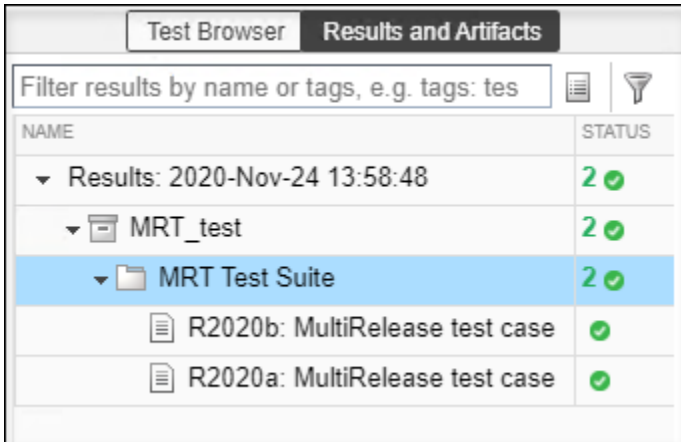 Test Browser Results and Artifacts
Filter results by name or tags, e.g. tags: tes
NAME STATUS
Results: 2020-Nov-24 13:58:48 2
MRT_test 2
MRT Test Suite 2
R2020b: MultiRelease test case
R2020a: MultiRelease test case